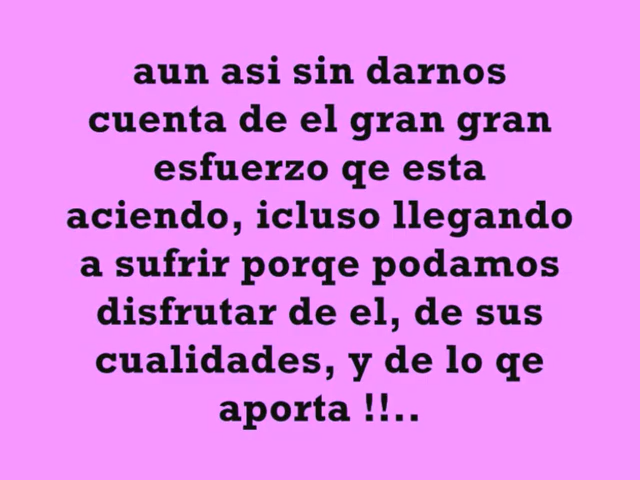 aun asi sin darnos
cuenta de el gran gran
esfuerzo qe esta
aciendo, icluso llegando
a sufrir porqe podamos
disfrutar de el, de sus
cualidades, y de lo qe
aporta !!..